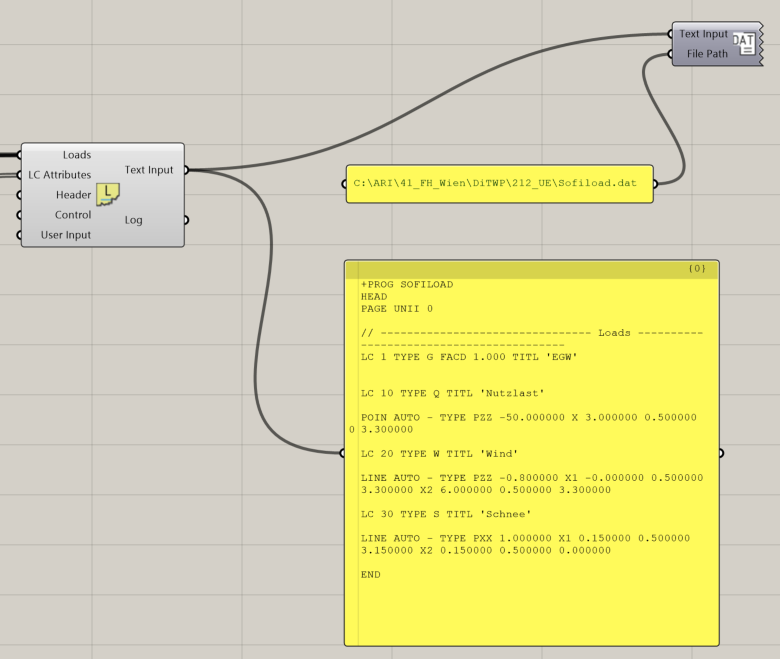 Text Input
DAT
File Path
Loads
LC Attributes
Text Input
L
Header
Control
Log
User Input
C:\ARI\41_FH_Wien\DiTWP\212_UE\Sofiload.dat
{0}
+PROG SOFILOAD
HEAD
PAGE UNII 0
// ------------------------------- Loads ----------
------------------------------
LC 1 TYPE G FACD 1.000 TITL 'EGW'
LC 10 TYPE Q TITL 'Nutzlast'
POIN AUTO - TYPE PZZ -50.000000 X 3.000000 0.500000
0 3.300000
LC 20 TYPE W TITL 'Wind'
LINE AUTO - TYPE PZZ -0.800000 X1 -0.000000 0.500000
3.300000 X2 6.000000 0.500000 3.300000
LC 30 TYPE S TITL 'Schnee'
LINE AUTO - TYPE PXX 1.000000 X1 0.150000 0.500000
3.150000 X2 0.150000 0.500000 0.000000
END